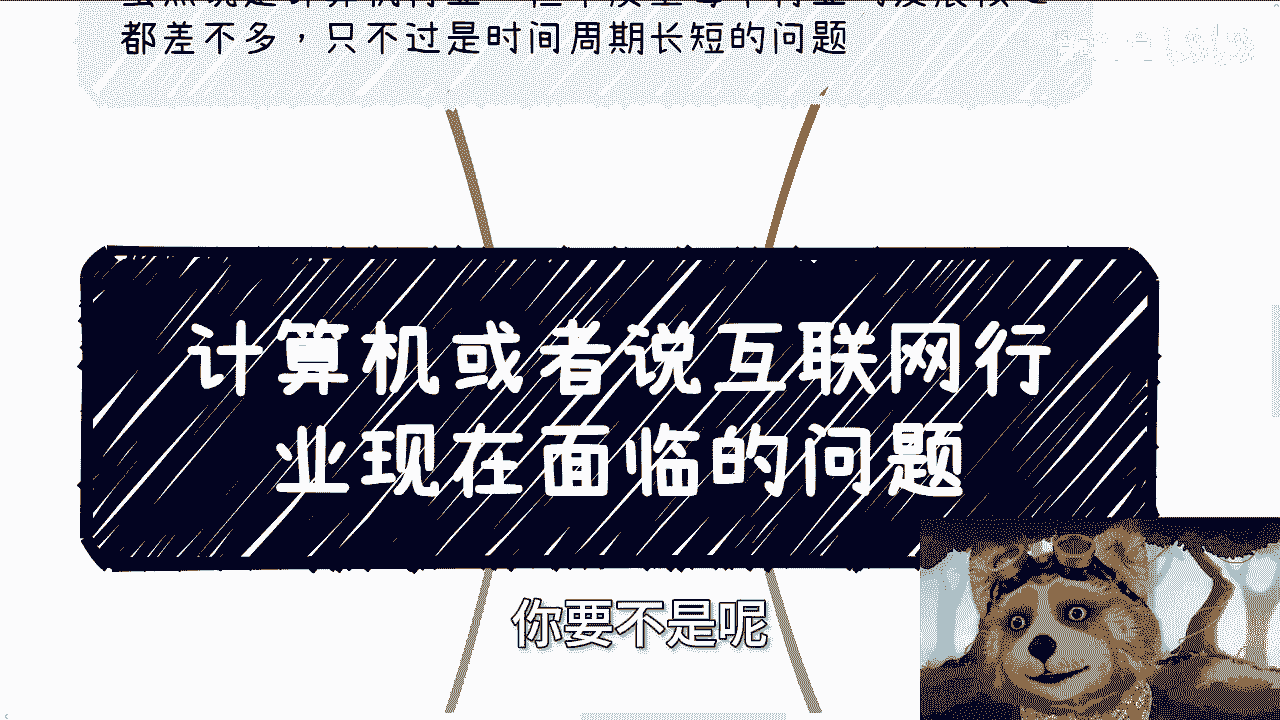 都差不多，只不过是时间周期长短的问题
计算机或者说互联网行
业现在面临的问题
你要不是呢